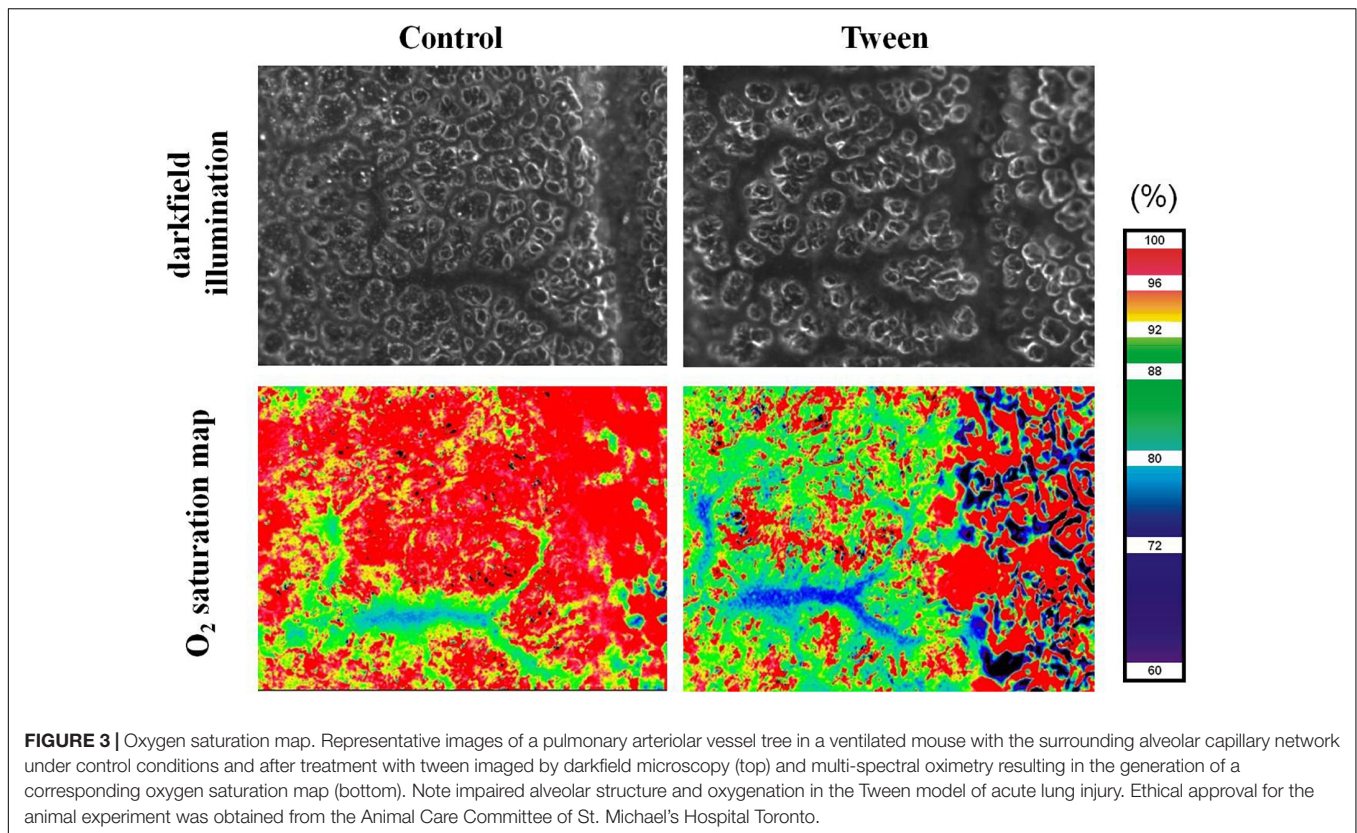 Control
Tween
darkfield
illumination
O₂ saturation map
(%)
100
96
92
88
80
72
60
FIGURE 3 | Oxygen saturation map. Representative images of a pulmonary arteriolar vessel tree in a ventilated mouse with the surrounding alveolar capillary network
under control conditions and after treatment with tween imaged by darkfield microscopy (top) and multi-spectral oximetry resulting in the generation of a
corresponding oxygen saturation map (bottom). Note impaired alveolar structure and oxygenation in the Tween model of acute lung injury. Ethical approval for the
animal experiment was obtained from the Animal Care Committee of St. Michael's Hospital Toronto.